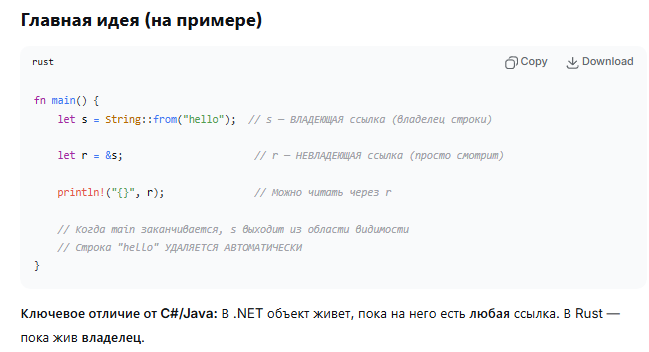 Главная идея (на примере)
rust
Copy
Download
fn main() {
    let s = String::from("hello");  // s — ВЛАДЕЮЩАЯ ссылка (владелец строки)
    let r = &s;                     // r — НЕВЛАДЕЮЩАЯ ссылка (просто смотрит)
    println!("{}", r);              // Можно читать через r
    // Когда main заканчивается, s выходит из области видимости
    // Строка "hello" УДАЛЯЕТСЯ АВТОМАТИЧЕСКИ
}
Ключевое отличие от C#/Java: В .NET объект живет, пока на него есть любая ссылка. В Rust —
пока жив владелец.